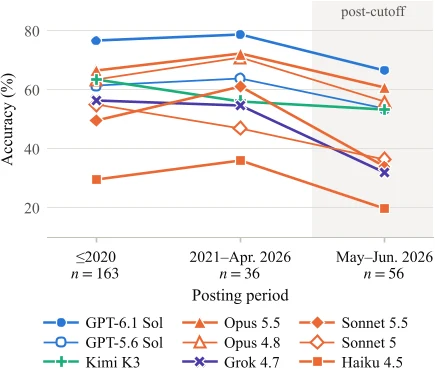 post-cutoff
80
60
40
20
Accuracy (%)
≤2020
n = 163
2021–Apr. 2026
n = 36
May–Jun. 2026
n = 56
Posting period
GPT-6.1 Sol
GPT-5.6 Sol
Kimi K3
Opus 5.5
Opus 4.8
Grok 4.7
Sonnet 5.5
Sonnet 5
Haiku 4.5